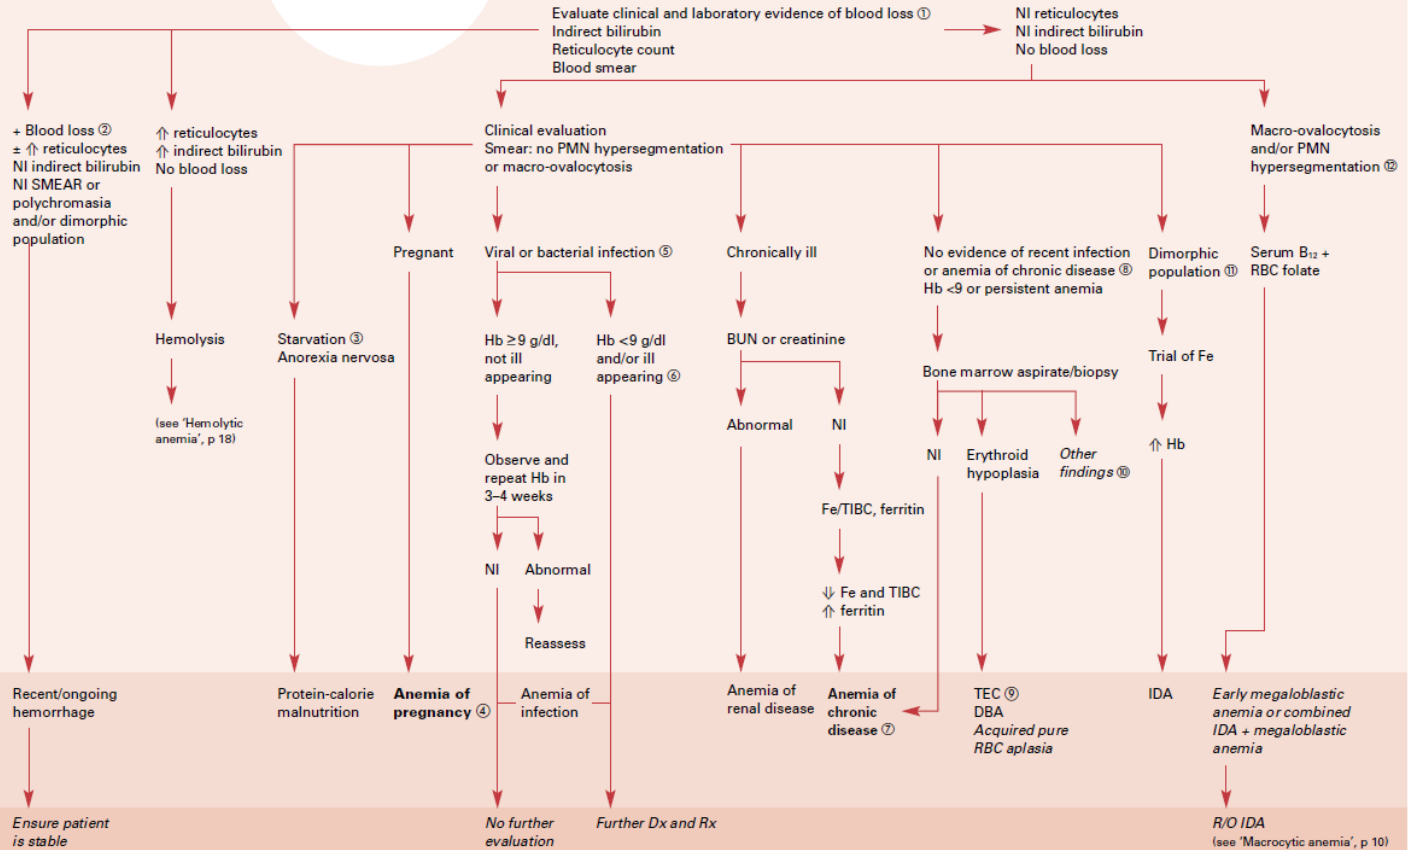 Evaluate clinical and laboratory evidence of blood loss ①
Indirect bilirubin
Reticulocyte count
Blood smear
NI reticulocytes
NI indirect bilirubin
No blood loss
+ Blood loss ②
± ⇑ reticulocytes
NI indirect bilirubin
NI SMEAR or
polychromasia
and/or dimorphic
population
⇑ reticulocytes
⇑ indirect bilirubin
No blood loss
Clinical evaluation
Smear: no PMN hypersegmentation
or macro-ovalocytosis
Macro-ovalocytosis
and/or PMN
hypersegmentation ⑫
Pregnant
Viral or bacterial infection ⑤
Chronically ill
No evidence of recent infection
or anemia of chronic disease ⑧
Hb <9 or persistent anemia
Dimorphic
population ⑪
Serum B₁₂ +
RBC folate
Hemolysis
Starvation ③
Anorexia nervosa
Hb ≥9 g/dl,
not ill
appearing
Hb <9 g/dl
and/or ill
appearing ⑥
BUN or creatinine
Bone marrow aspirate/biopsy
Trial of Fe
(see 'Hemolytic
anemia', p 18)
Abnormal
NI
NI
Erythroid
hypoplasia
Other
findings ⑩
⇑ Hb
Observe and
repeat Hb in
3–4 weeks
Fe/TIBC, ferritin
NI
Abnormal
⇓ Fe and TIBC
⇑ ferritin
Reassess
Recent/ongoing
hemorrhage
Protein-calorie
malnutrition
Anemia of
pregnancy ④
Anemia of
infection
Anemia of
renal disease
Anemia of
chronic
disease ⑦
TEC ⑨
DBA
Acquired pure
RBC aplasia
IDA
Early megaloblastic
anemia or combined
IDA + megaloblastic
anemia
Ensure patient
is stable
No further
evaluation
Further Dx and Rx
R/O IDA
(see 'Macrocytic anemia', p 10)